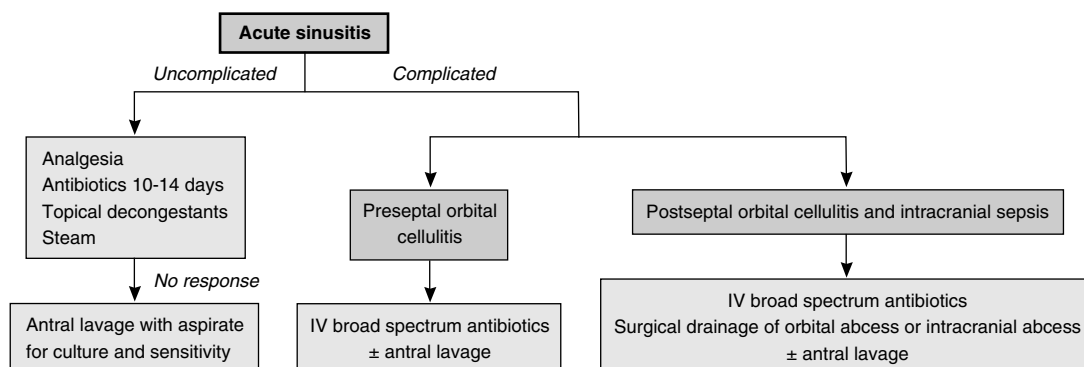 Acute sinusitis
Uncomplicated
Complicated
Analgesia
Antibiotics 10-14 days
Topical decongestants
Steam
Preseptal orbital
cellulitis
Postseptal orbital cellulitis and intracranial sepsis
No response
Antral lavage with aspirate
for culture and sensitivity
IV broad spectrum antibiotics
± antral lavage
IV broad spectrum antibiotics
Surgical drainage of orbital abcess or intracranial abcess
± antral lavage